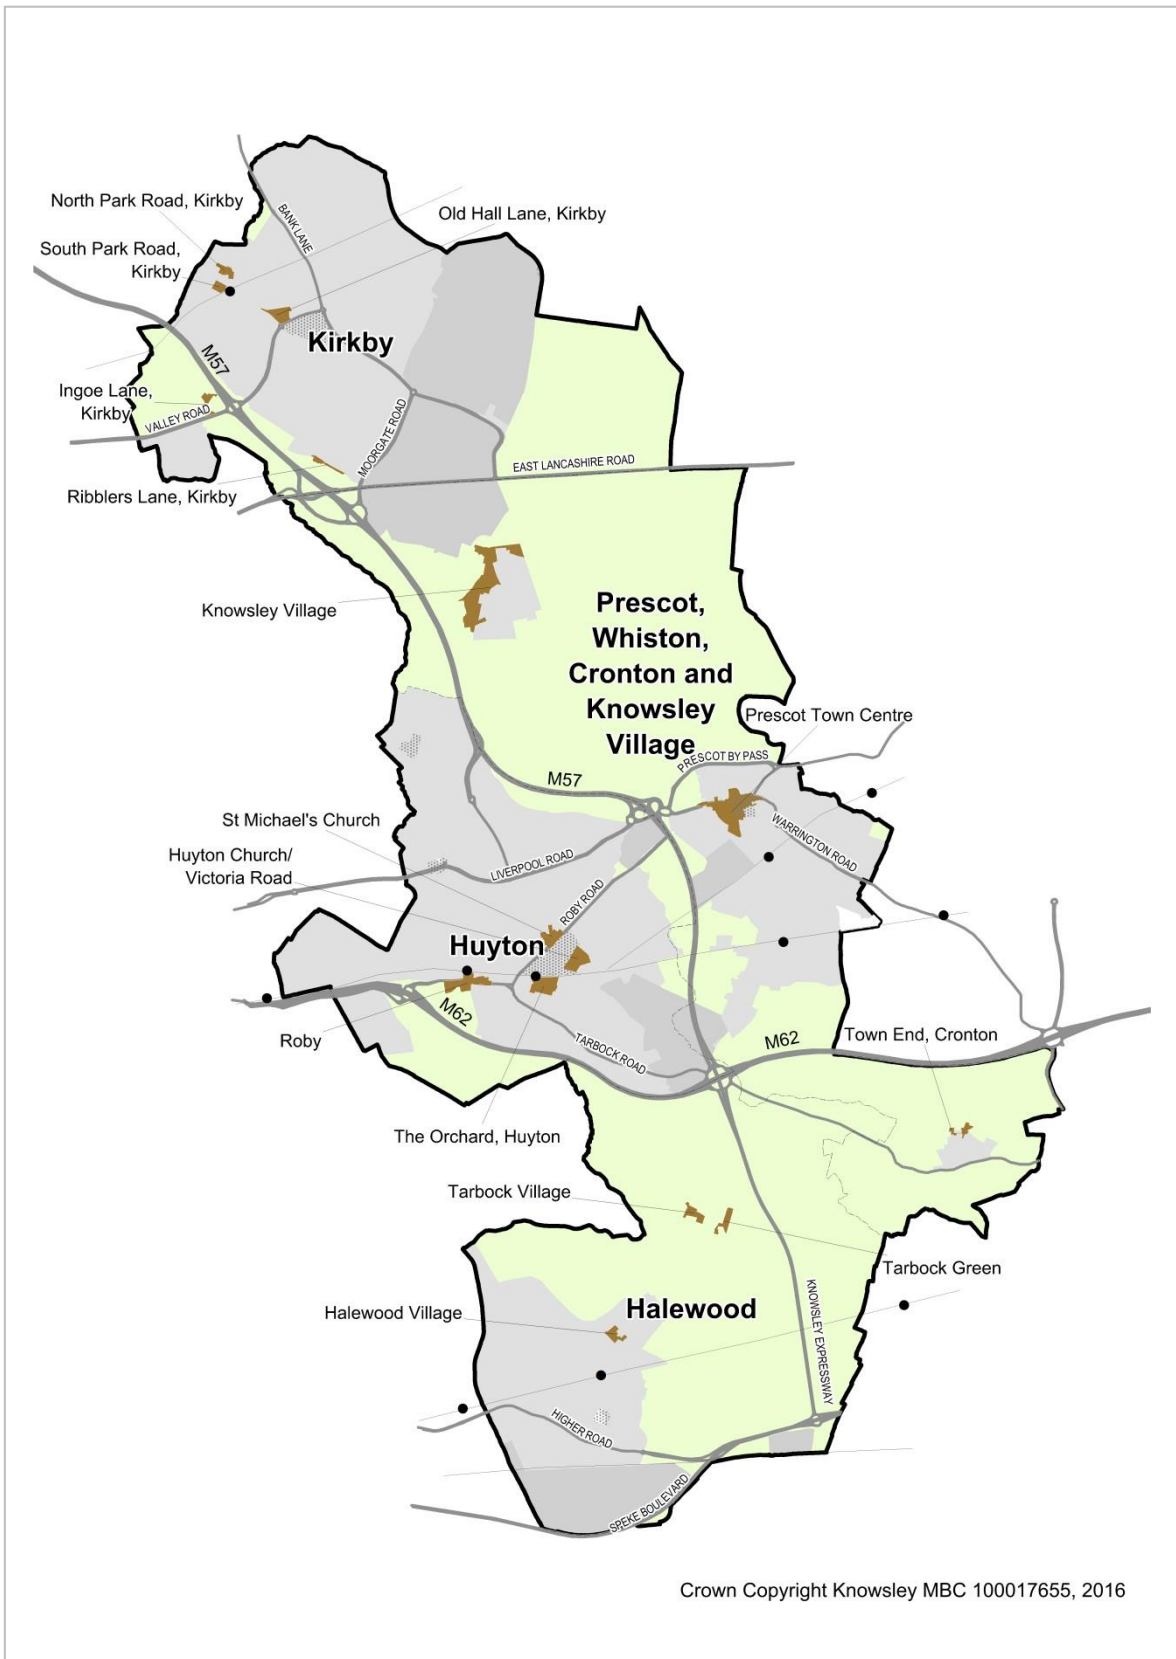 North Park Road, Kirkby
Old Hall Lane, Kirkby
BANK LANE
South Park Road,
Kirkby
Kirkby
M57
Ingoe Lane,
Kirkby
VALLEY ROAD
MOORGATE ROAD
EAST LANCASHIRE ROAD
Ribblers Lane, Kirkby
Knowsley Village
Prescot,
Whiston,
Cronton and
Knowsley
Village
Prescot Town Centre
PRESCOT BY PASS
M57
St Michael's Church
WARRINGTON ROAD
Huyton Church/
Victoria Road
LIVERPOOL ROAD
ROBY ROAD
Huyton
M62
Roby
TARBOCK ROAD
M62
Town End, Cronton
The Orchard, Huyton
Tarbock Village
Tarbock Green
Halewood Village
Halewood
KNOWSLEY EXPRESSWAY
HIGHER ROAD
SPEKE BOULEVARD
Crown Copyright Knowsley MBC 100017655, 2016